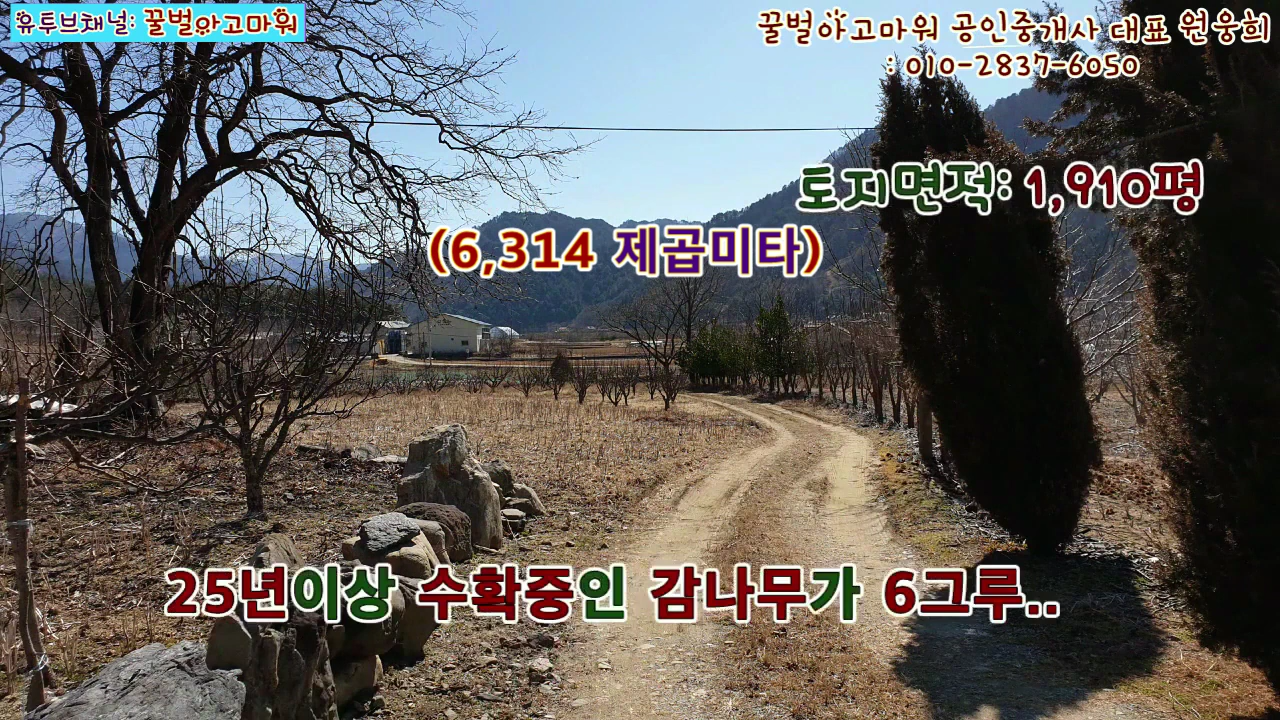 유투브채널: 꿀벌아고마워
꿀벌아고마워 공인중개사 대표 원웅희
: 010-2837-6050
토지면적: 1,910평
(6,314 제곱미타)
25년이상 수확중인 감나무가 6그루..